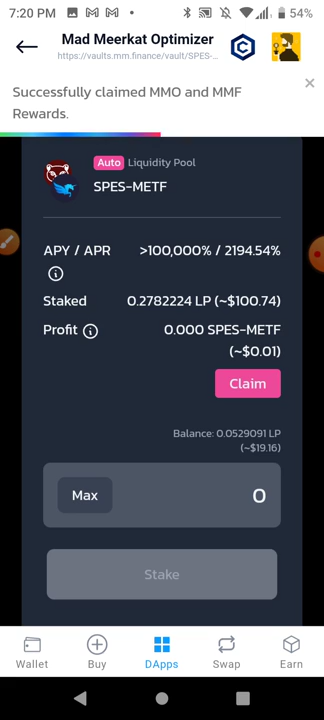 7:20 PM
54%
Mad Meerkat Optimizer
https://vaults.mm.finance/vault/SPES-...
Successfully claimed MMO and MMF
Rewards.
Auto Liquidity Pool
SPES-METF
APY / APR >100,000% / 2194.54%
Staked 0.2782224 LP (~$100.74)
Profit 0.000 SPES-METF
(~$0.01)
Claim
Balance: 0.0529091 LP
(~$19.16)
Max 0
Stake
Wallet Buy DApps Swap Earn